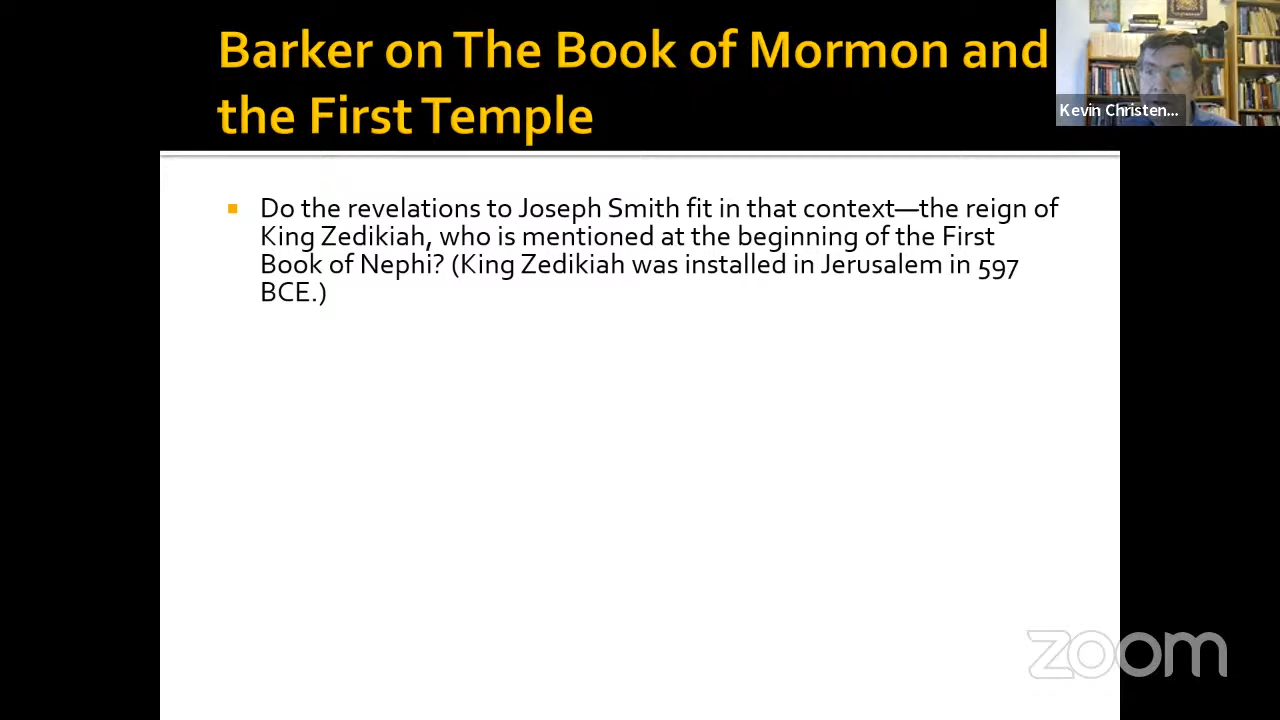 Barker on The Book of Mormon and
the First Temple
Kevin Christen...
Do the revelations to Joseph Smith fit in that context—the reign of
King Zedikiah, who is mentioned at the beginning of the First
Book of Nephi? (King Zedikiah was installed in Jerusalem in 597
BCE.)
zoom